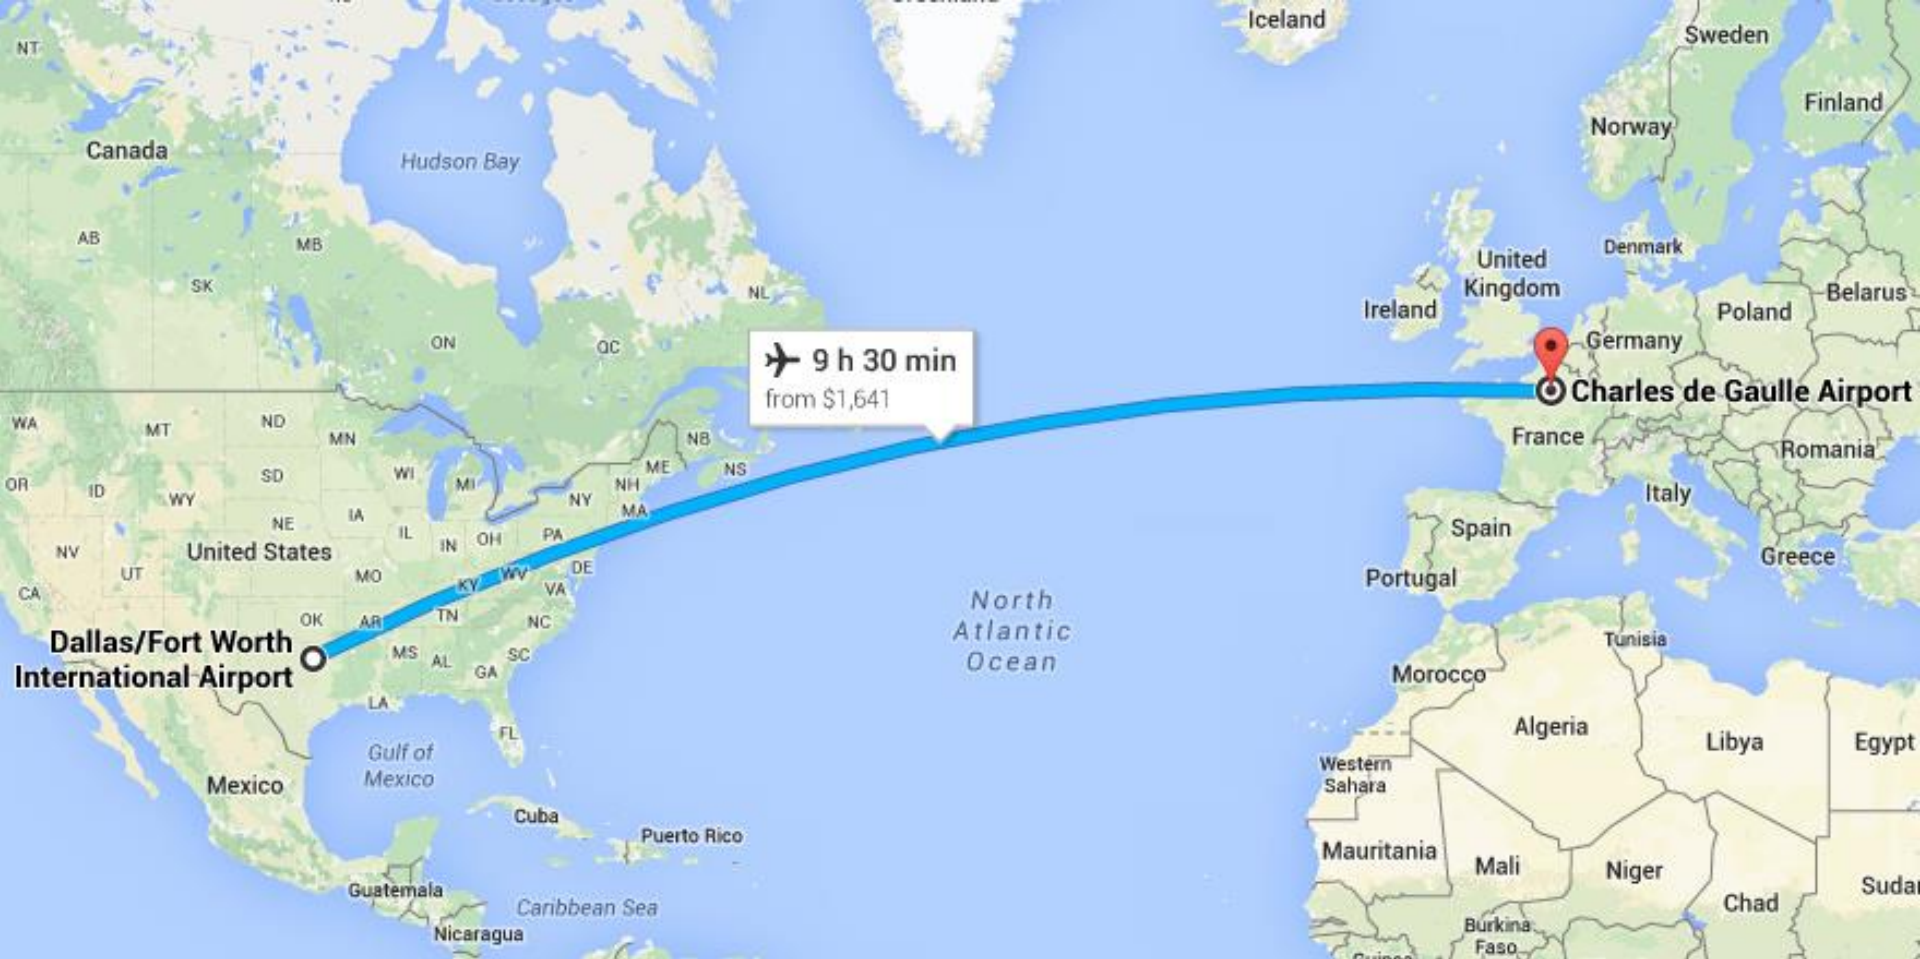 Iceland
Sweden
NT
Finland
Norway
Canada
Hudson Bay
AB
MB
Denmark
United
Kingdom
SK
NL
Belarus
Ireland
Poland
ON
QC
Germany
9 h 30 min
from $1,641
Charles de Gaulle Airport
WA
MT
ND
MN
NB
France
Romania
OR
ID
WY
SD
WI
MI
ME
NS
NH
NY
MA
Italy
NE
IA
IL
IN
OH
PA
Spain
NV
United States
UT
MO
KY
WV
DE
VA
Portugal
Greece
CA
OK
AR
TN
NC
North
Atlantic
Ocean
Dallas/Fort Worth
International Airport
MS
AL
GA
SC
Tunisia
Morocco
LA
FL
Algeria
Libya
Egypt
Gulf of
Mexico
Western
Sahara
Mexico
Cuba
Puerto Rico
Mauritania
Mali
Niger
Sudan
Guatemala
Caribbean Sea
Chad
Nicaragua
Burkina
Faso